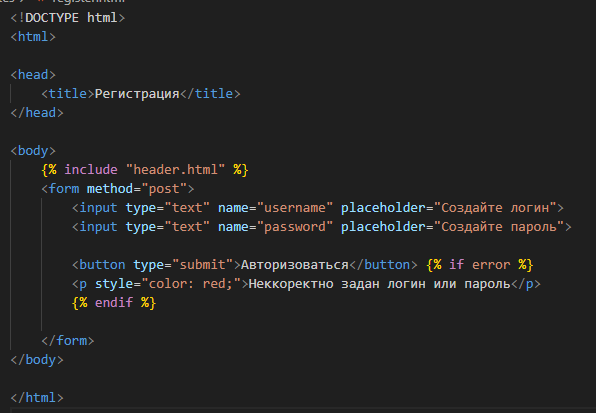 register.html
<!DOCTYPE html>
<html>
<head>
<title>Регистрация</title>
</head>
<body>
{% include "header.html" %}
<form method="post">
<input type="text" name="username" placeholder="Создайте логин">
<input type="text" name="password" placeholder="Создайте пароль">
<button type="submit">Авторизоваться</button> {% if error %}
<p style="color: red;">Неккоректно задан логин или пароль</p>
{% endif %}
</form>
</body>
</html>